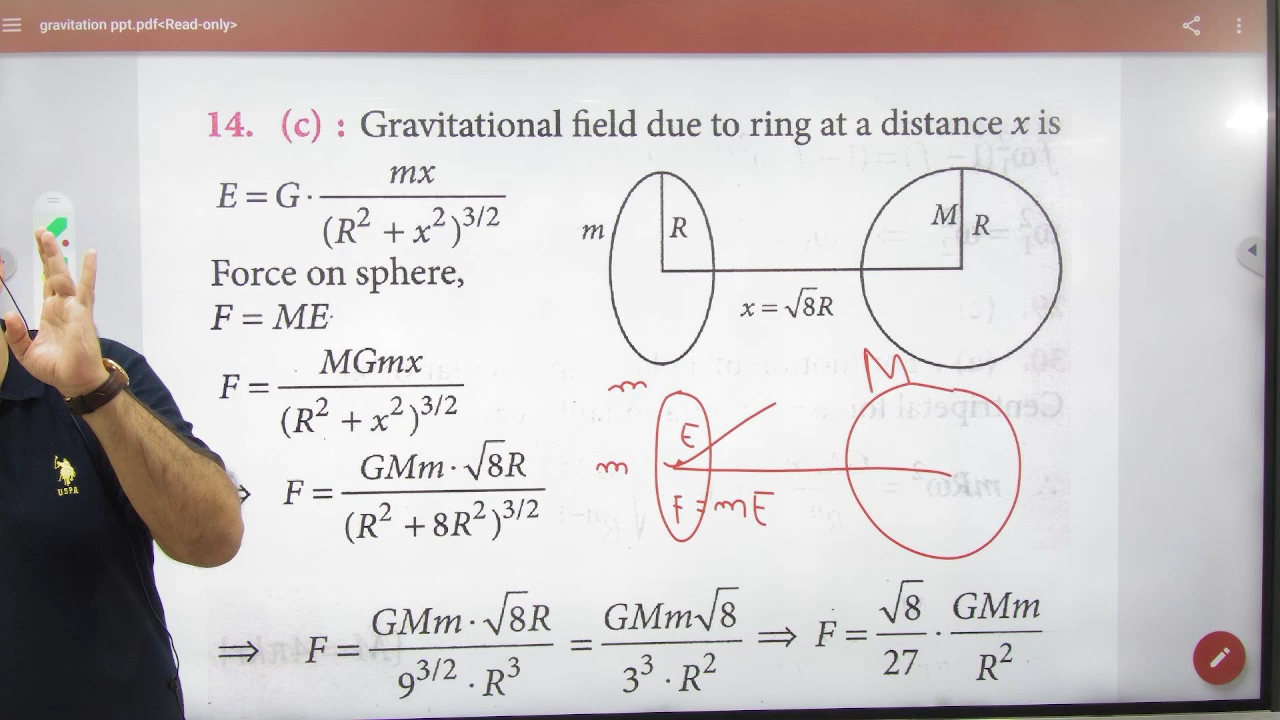 gravitation ppt.pdf<Read-only>
14. (c) : Gravitational field due to ring at a distance x is
E = G · mx / (R² + x²)^3/2
m
R
M
R
Force on sphere,
x = √8R
F = ME
F = MGmx / (R² + x²)^3/2
M
m
E
⇒ F = GMm · √8R / (R² + 8R²)^3/2
m
F = mE
U.S.P.A.
⇒ F = GMm · √8R / 9^3/2 · R³ = GMm√8 / 3³ · R² ⇒ F = √8 / 27 · GMm / R²